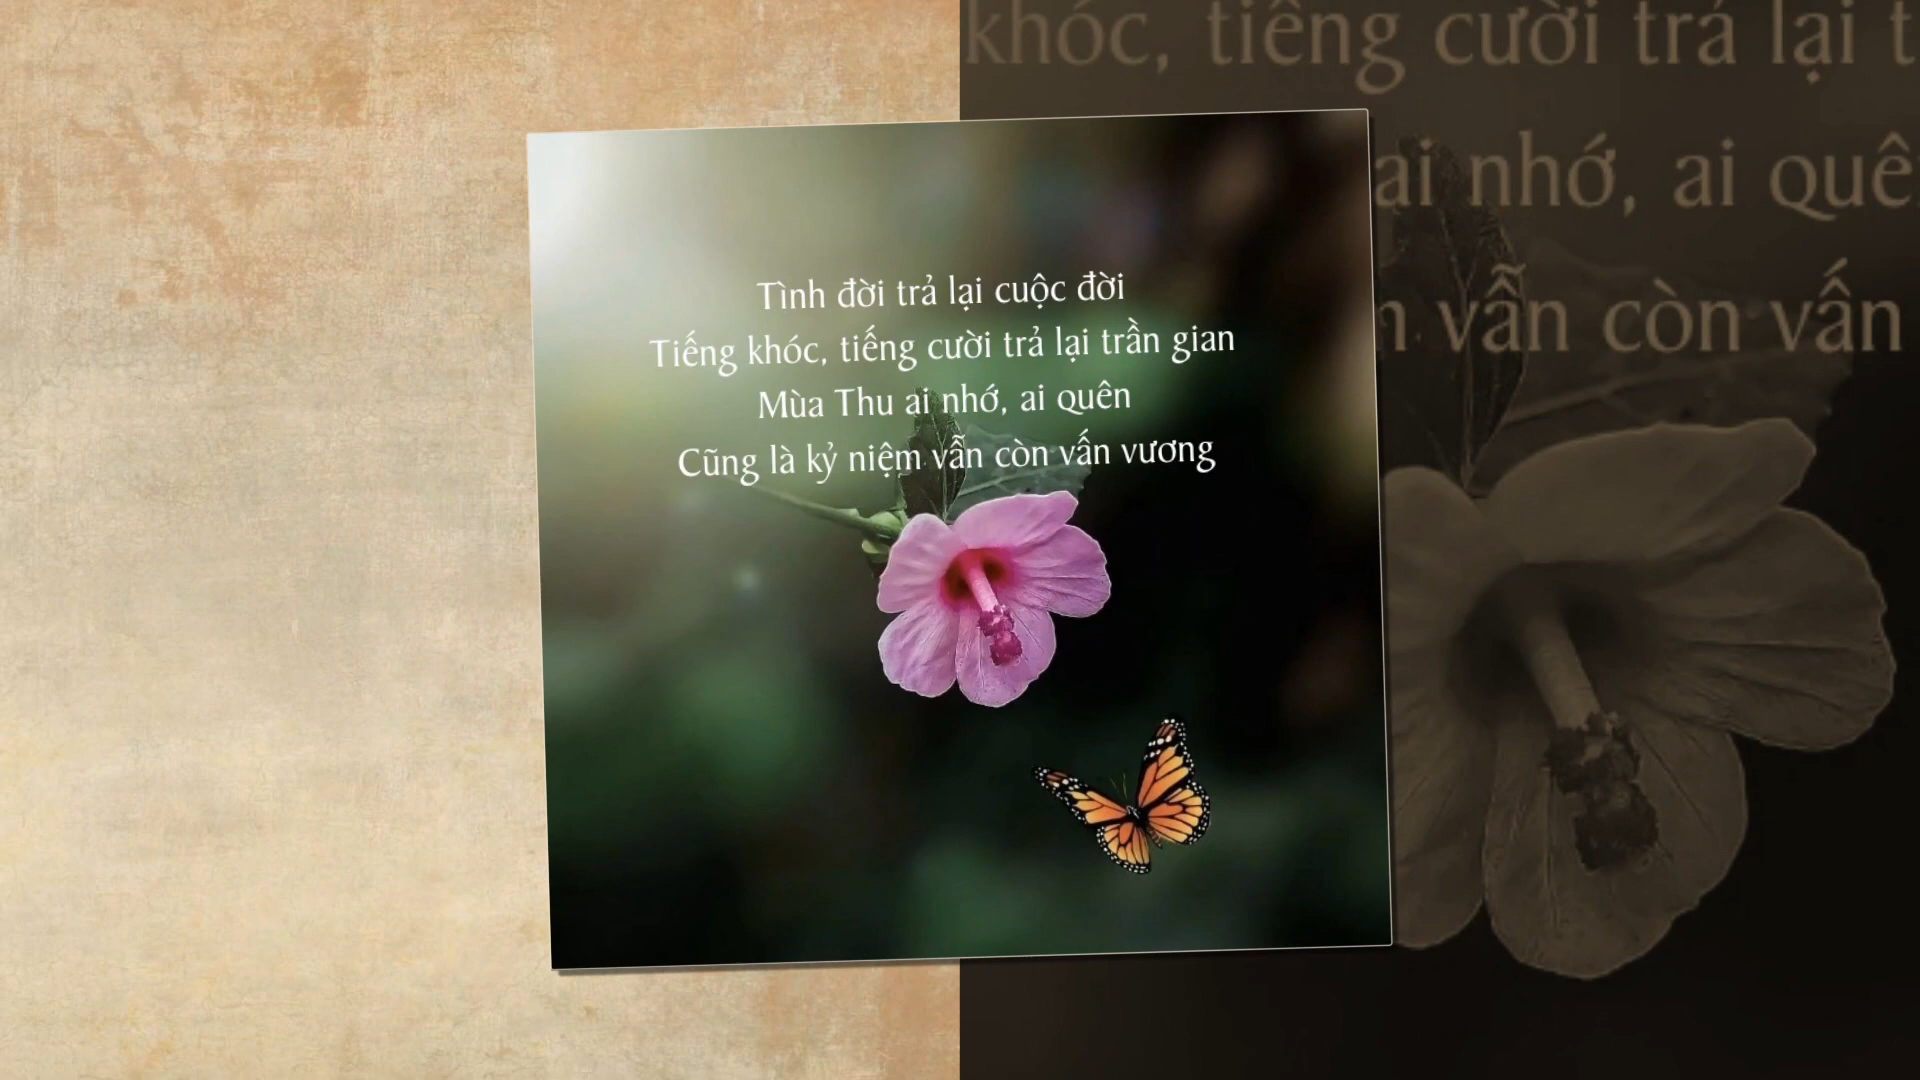 Tình đời trả lại cuộc đời
Tiếng khóc, tiếng cười trả lại trần gian
Mùa Thu ai nhớ, ai quên
Cũng là kỷ niệm vẫn còn vấn vương
khóc, tiếng cười trả lại t
ai nhớ, ai quê
vẫn còn vấn